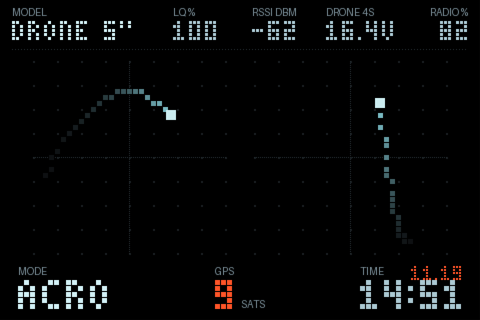 MODEL LQ% RSSI DBM DRONE 4S RADIO%
DRONE 5" 100 -62 16.4V 82
MODE GPS TIME 11.19
ACRO 9 SATS 14:51